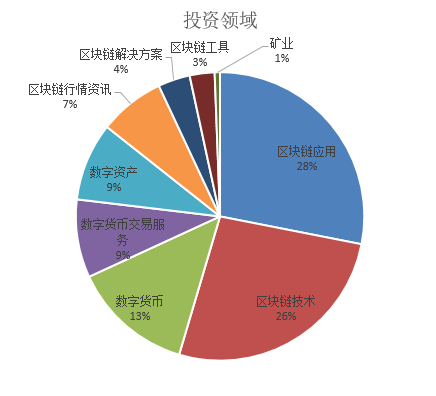 投资领域
矿业
1%
区块链工具
3%
区块链解决方案
4%
区块链行情资讯
7%
数字资产
9%
数字货币交易服
务
9%
数字货币
13%
区块链技术
26%
区块链应用
28%